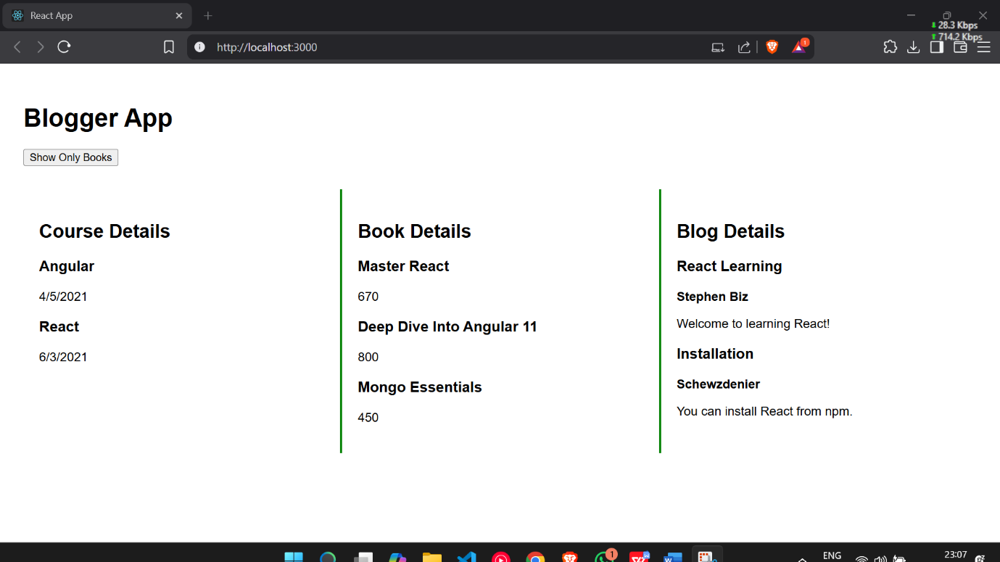 React App
28.3 Kbps
714.2 Kbps
http://localhost:3000
1
Blogger App
Show Only Books
Course Details
Angular
4/5/2021
React
6/3/2021
Book Details
Master React
670
Deep Dive Into Angular 11
800
Mongo Essentials
450
Blog Details
React Learning
Stephen Biz
Welcome to learning React!
Installation
Schewzdenier
You can install React from npm.
1
ENG
23:07